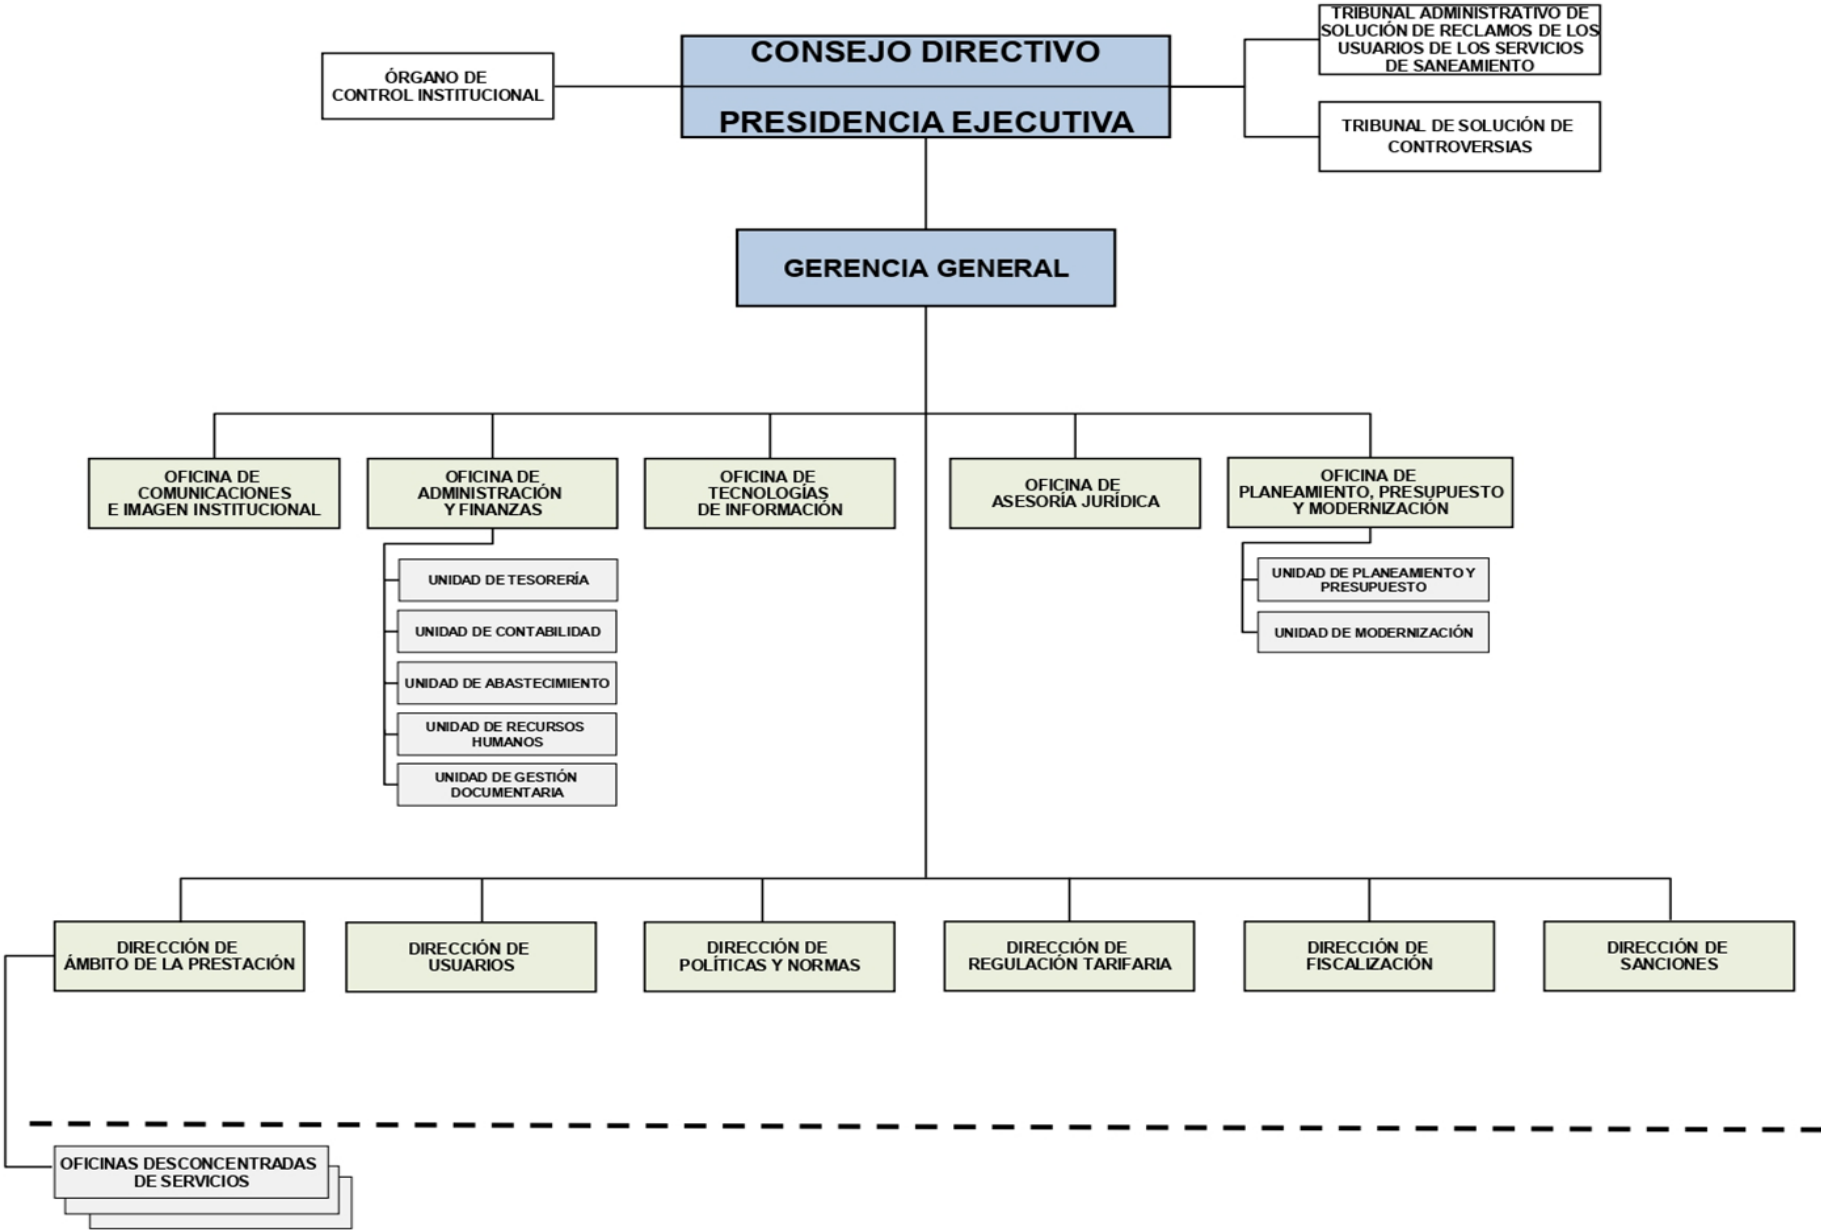 CONSEJO DIRECTIVO
PRESIDENCIA EJECUTIVA
ÓRGANO DE
CONTROL INSTITUCIONAL
TRIBUNAL ADMINISTRATIVO DE
SOLUCIÓN DE RECLAMOS DE LOS
USUARIOS DE LOS SERVICIOS
DE SANEAMIENTO
TRIBUNAL DE SOLUCIÓN DE
CONTROVERSIAS
GERENCIA GENERAL
OFICINA DE
COMUNICACIONES
E IMAGEN INSTITUCIONAL
OFICINA DE
ADMINISTRACIÓN
Y FINANZAS
OFICINA DE
TECNOLOGÍAS
DE INFORMACIÓN
OFICINA DE
ASESORÍA JURÍDICA
OFICINA DE
PLANEAMIENTO, PRESUPUESTO
Y MODERNIZACIÓN
UNIDAD DE TESORERÍA
UNIDAD DE CONTABILIDAD
UNIDAD DE ABASTECIMIENTO
UNIDAD DE RECURSOS
HUMANOS
UNIDAD DE GESTIÓN
DOCUMENTARIA
UNIDAD DE PLANEAMIENTO Y
PRESUPUESTO
UNIDAD DE MODERNIZACIÓN
DIRECCIÓN DE
ÁMBITO DE LA PRESTACIÓN
DIRECCIÓN DE
USUARIOS
DIRECCIÓN DE
POLÍTICAS Y NORMAS
DIRECCIÓN DE
REGULACIÓN TARIFARIA
DIRECCIÓN DE
FISCALIZACIÓN
DIRECCIÓN DE
SANCIONES
OFICINAS DESCONCENTRADAS
DE SERVICIOS